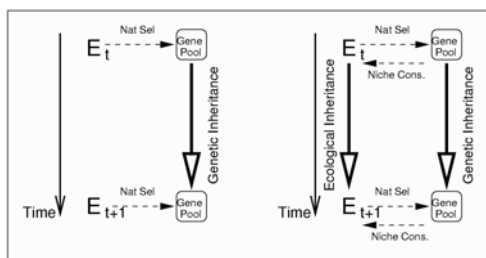 Nat Sel
E t
Gene Pool
Genetic Inheritance
Nat Sel
Time
E t+1
Gene Pool
Nat Sel
E t
Gene Pool
Niche Cons.
Ecological Inheritance
Genetic Inheritance
Nat Sel
Time
E t+1
Gene Pool
Niche Cons.